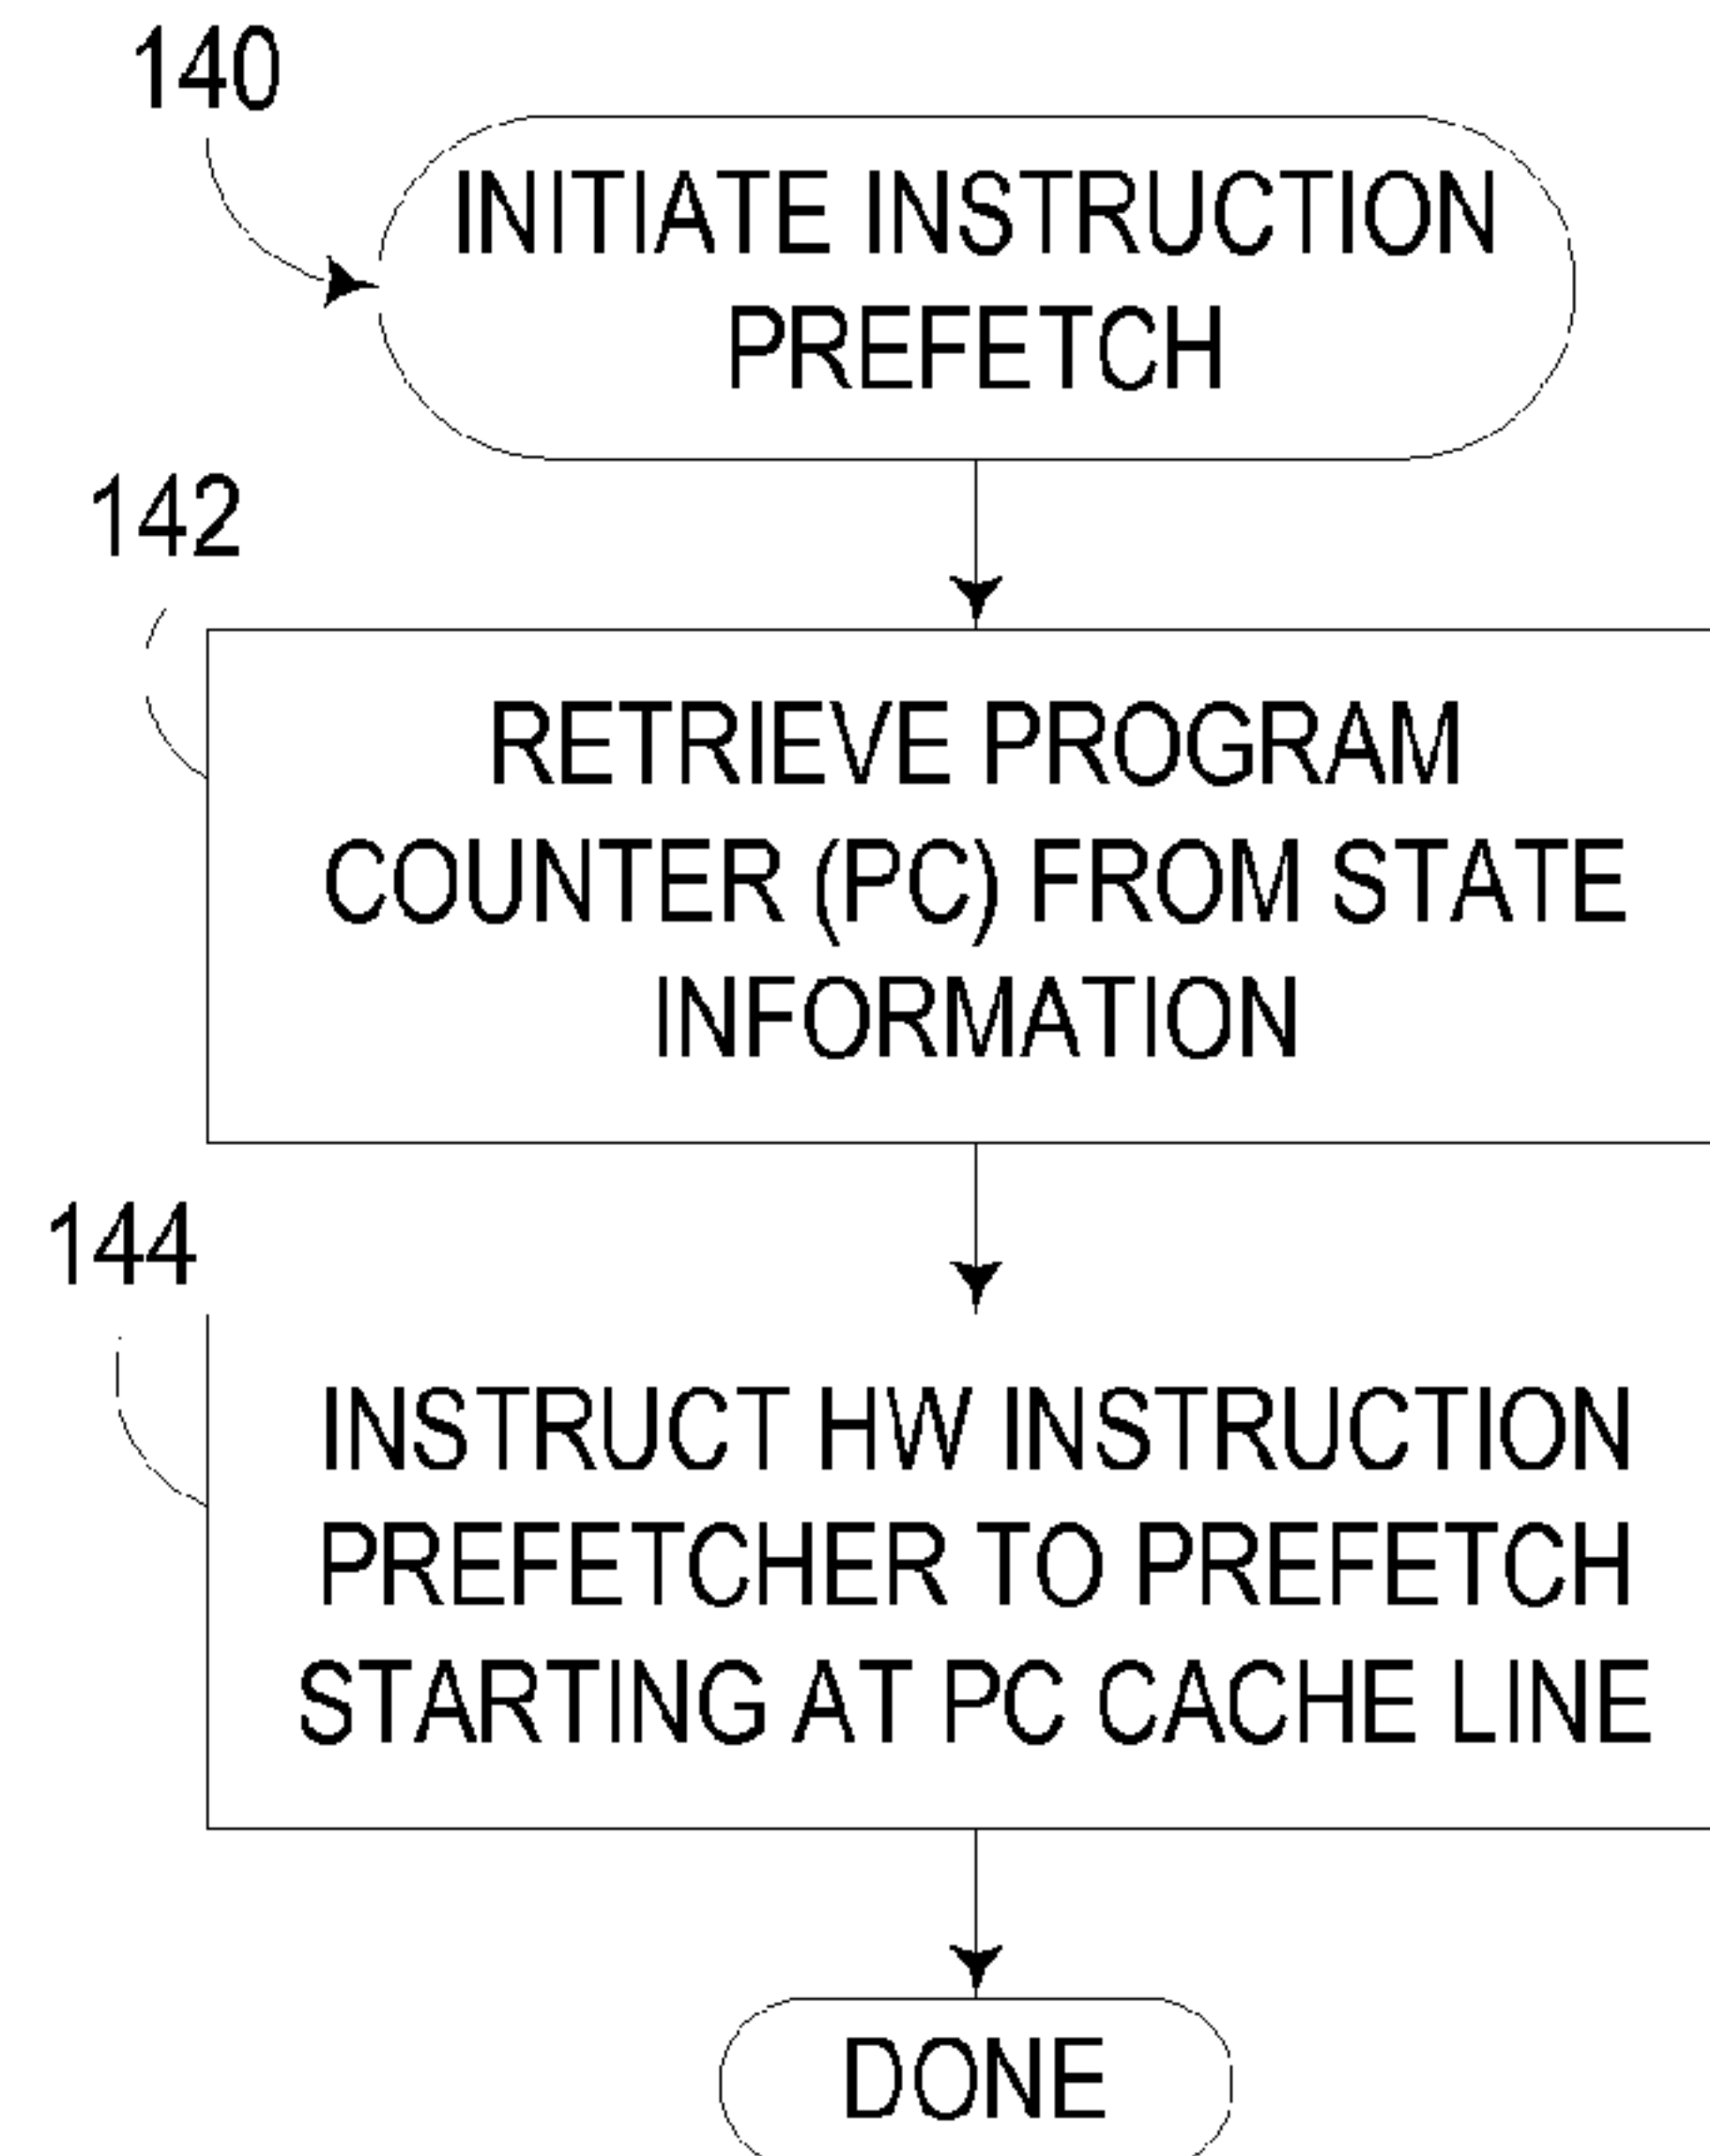 140
INITIATE INSTRUCTION
PREFETCH
142
RETRIEVE PROGRAM
COUNTER (PC) FROM STATE
INFORMATION
144
INSTRUCT HW INSTRUCTION
PREFETCHER TO PREFETCH
STARTING AT PC CACHE LINE
DONE